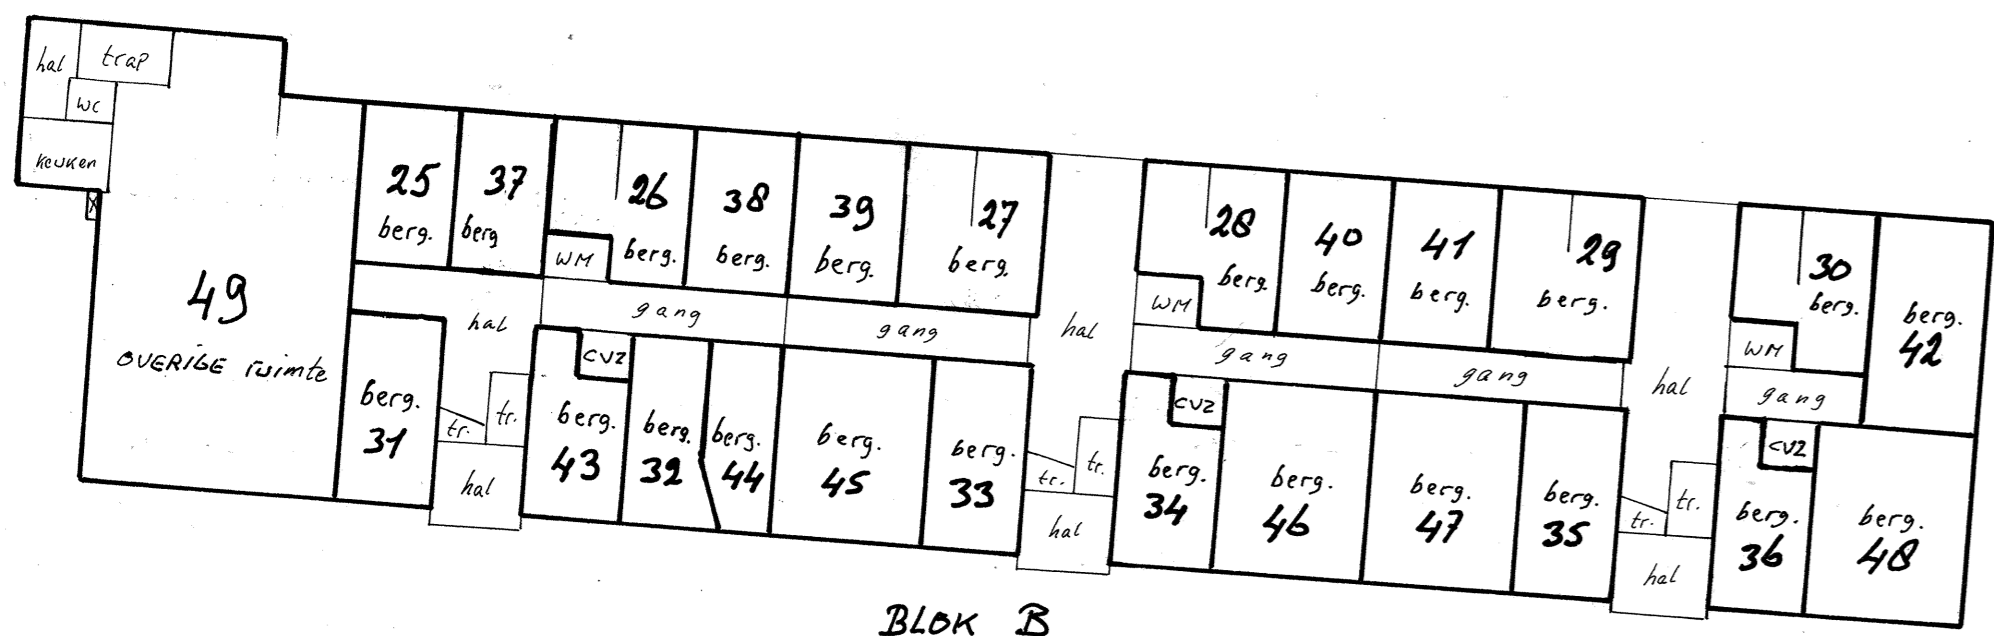 hal
trap
WC
keuken
49
OVERIGE ruimte
25
berg.
37
berg
26
berg.
WM
38
berg.
39
berg.
27
berg.
28
berg.
WM
40
berg.
41
berg.
29
berg.
30
berg.
WM
berg.
42
hal
gang
gang
hal
gang
gang
hal
gang
berg.
31
tr.
tr.
hal
CVZ
berg.
43
berg.
32
berg.
44
berg.
45
berg.
33
tr.
tr.
hal
CVZ
berg.
34
berg.
46
berg.
47
berg.
35
tr.
tr.
hal
CVZ
berg.
36
berg.
48
BLOK B